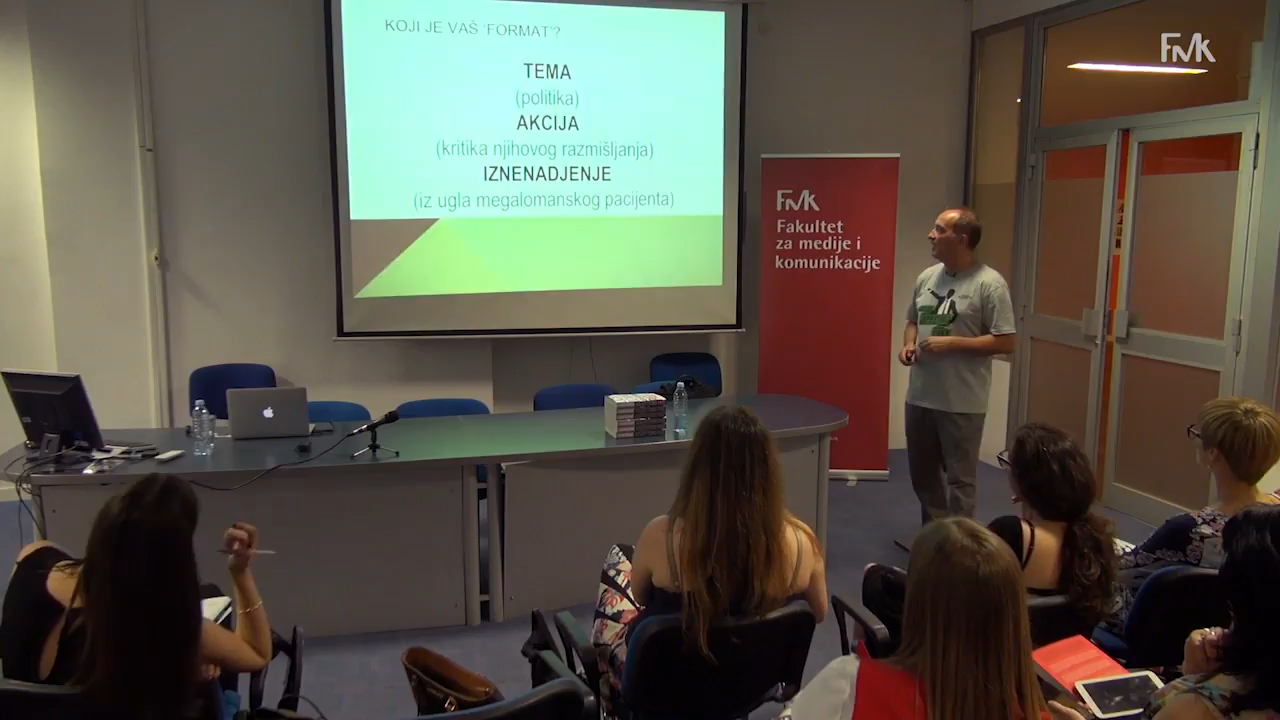 KOJI JE VAŠ 'FORMAT'?
TEMA
(politika)
AKCIJA
(kritika njihovog razmišljanja)
IZNENADJENJE
(iz ugla megalomanskog pacijenta)
FMK
FMK
Fakultet
za medije i
komunikacije